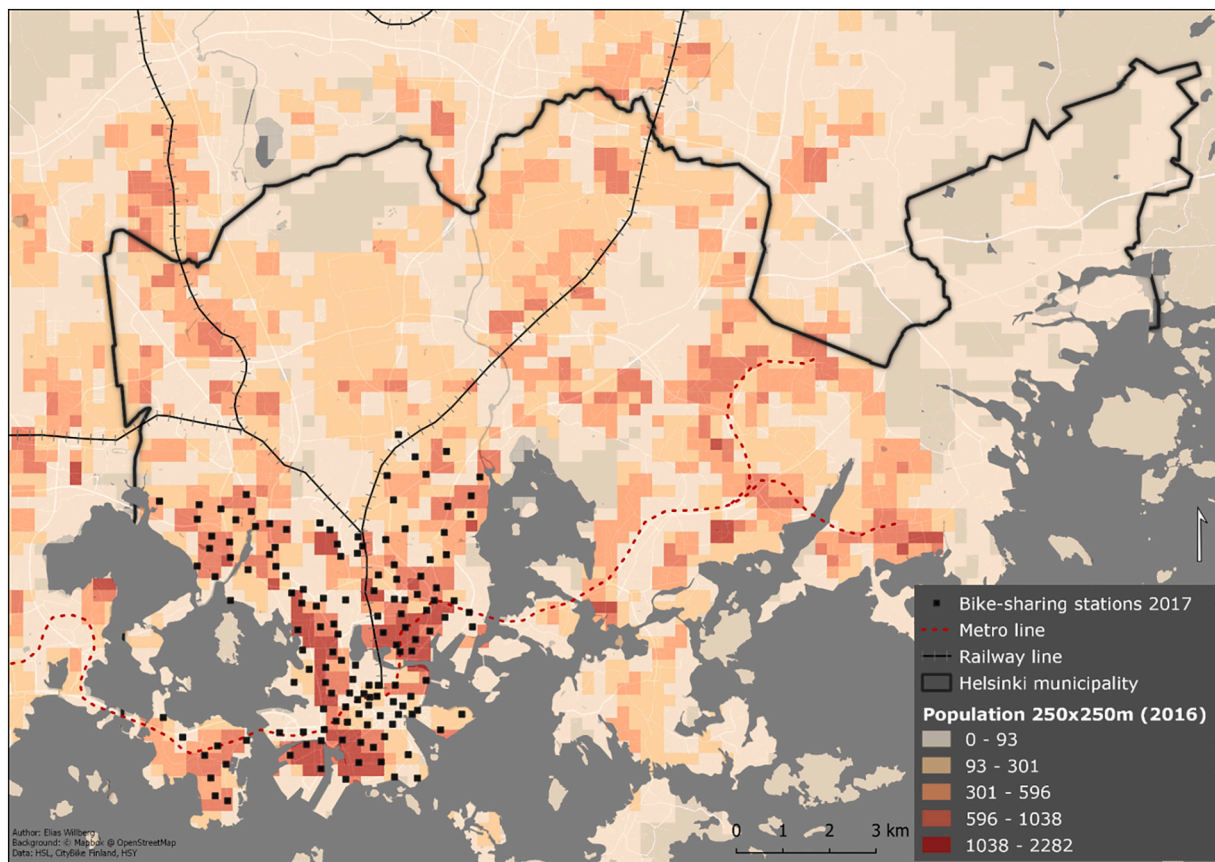 Bike-sharing stations 2017
Metro line
Railway line
Helsinki municipality
Population 250x250m (2016)
0 - 93
93 - 301
301 - 596
596 - 1038
1038 - 2282
0 1 2 3 km
Author: Elias Willberg
Background: © Mapbox @ OpenStreetMap
Data: HSL, CityBike Finland, HSY